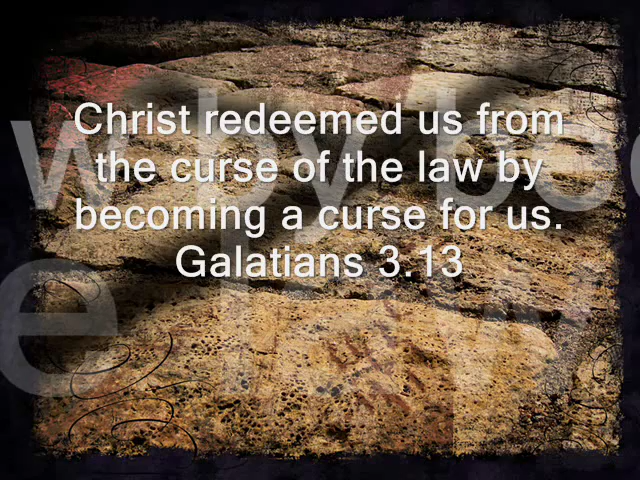 Christ redeemed us from
the curse of the law by
becoming a curse for us.
Galatians 3.13